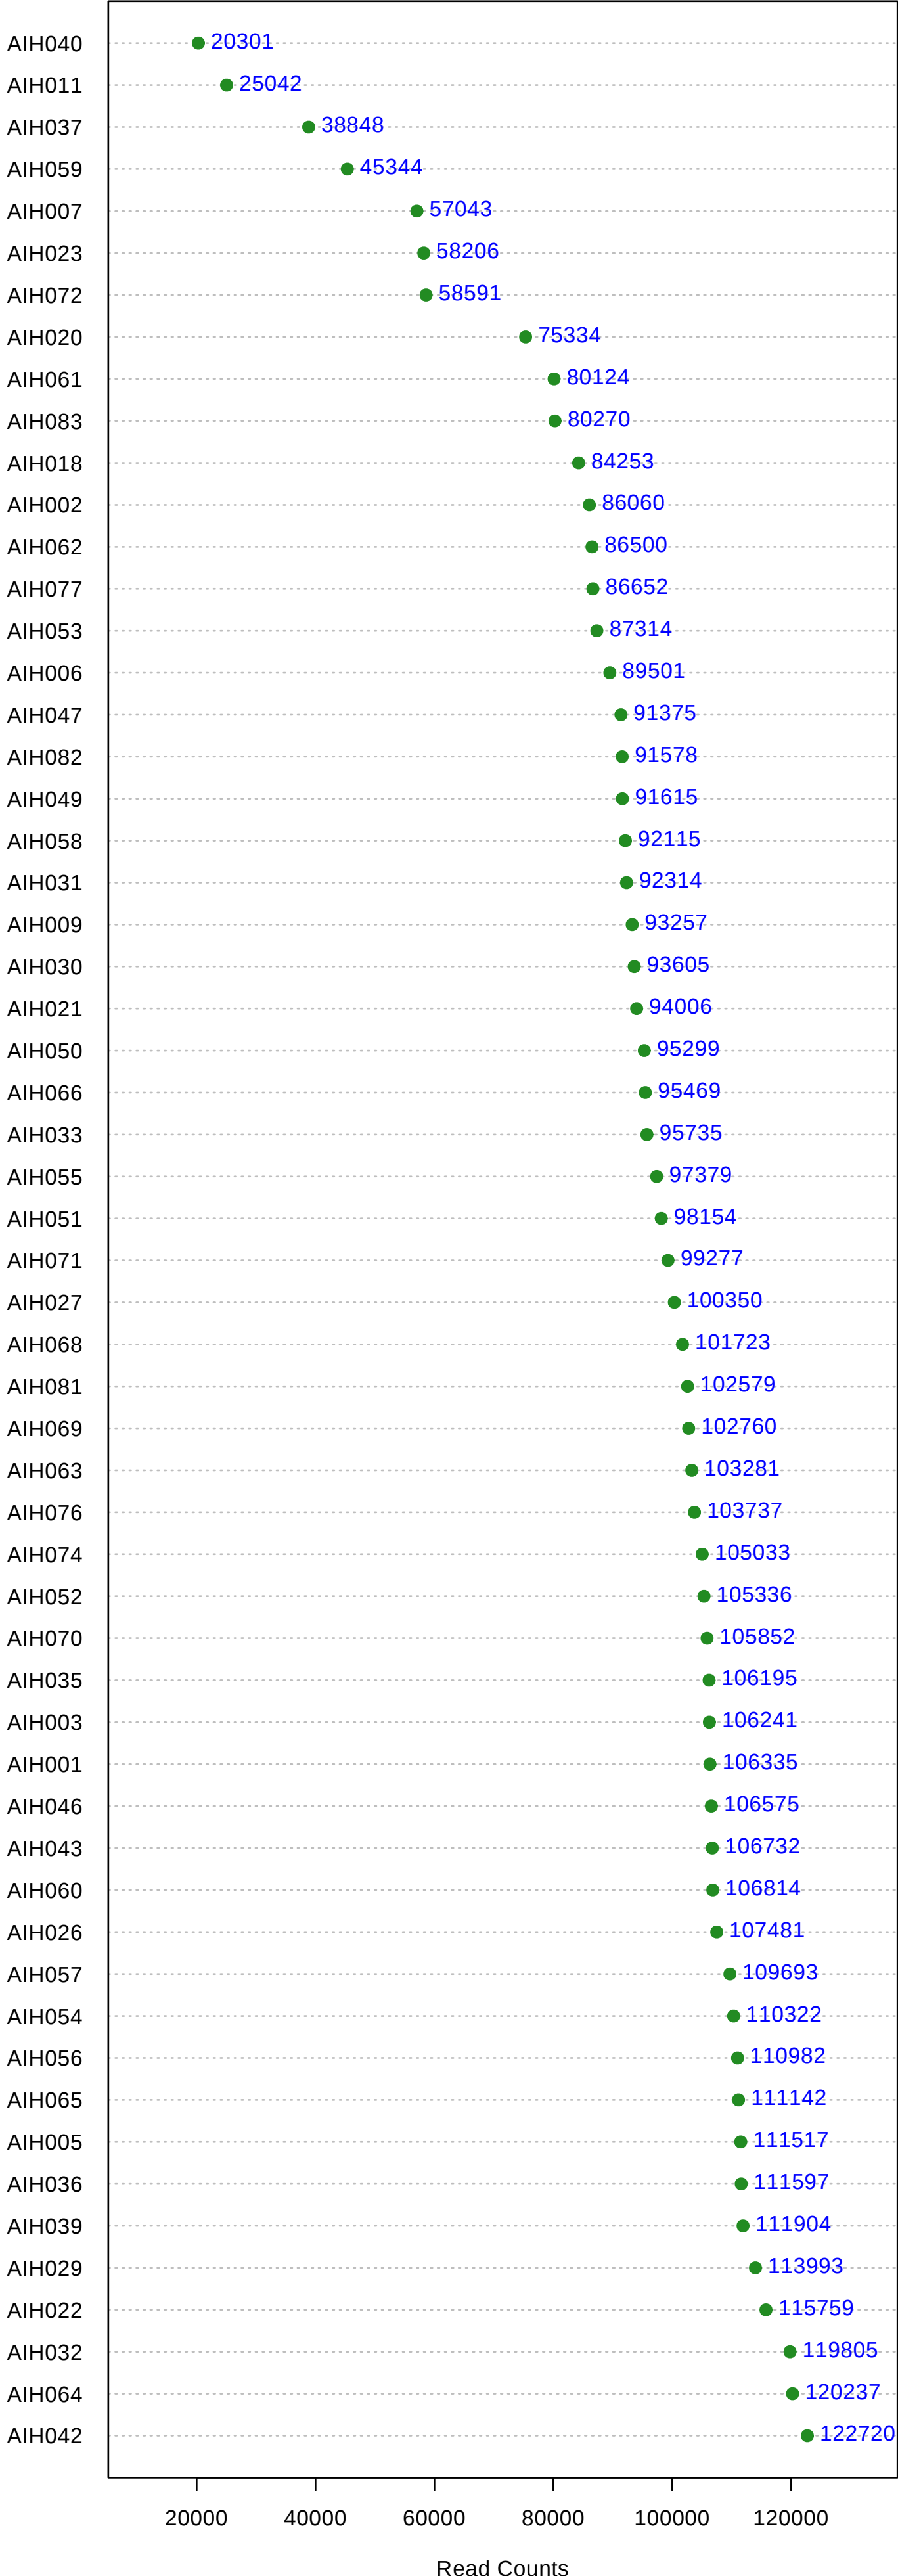 AIH040 20301
AIH011 25042
AIH037 38848
AIH059 45344
AIH007 57043
AIH023 58206
AIH072 58591
AIH020 75334
AIH061 80124
AIH083 80270
AIH018 84253
AIH002 86060
AIH062 86500
AIH077 86652
AIH053 87314
AIH006 89501
AIH047 91375
AIH082 91578
AIH049 91615
AIH058 92115
AIH031 92314
AIH009 93257
AIH030 93605
AIH021 94006
AIH050 95299
AIH066 95469
AIH033 95735
AIH055 97379
AIH051 98154
AIH071 99277
AIH027 100350
AIH068 101723
AIH081 102579
AIH069 102760
AIH063 103281
AIH076 103737
AIH074 105033
AIH052 105336
AIH070 105852
AIH035 106195
AIH003 106241
AIH001 106335
AIH046 106575
AIH043 106732
AIH060 106814
AIH026 107481
AIH057 109693
AIH054 110322
AIH056 110982
AIH065 111142
AIH005 111517
AIH036 111597
AIH039 111904
AIH029 113993
AIH022 115759
AIH032 119805
AIH064 120237
AIH042 122720
20000 40000 60000 80000 100000 120000
Read Counts